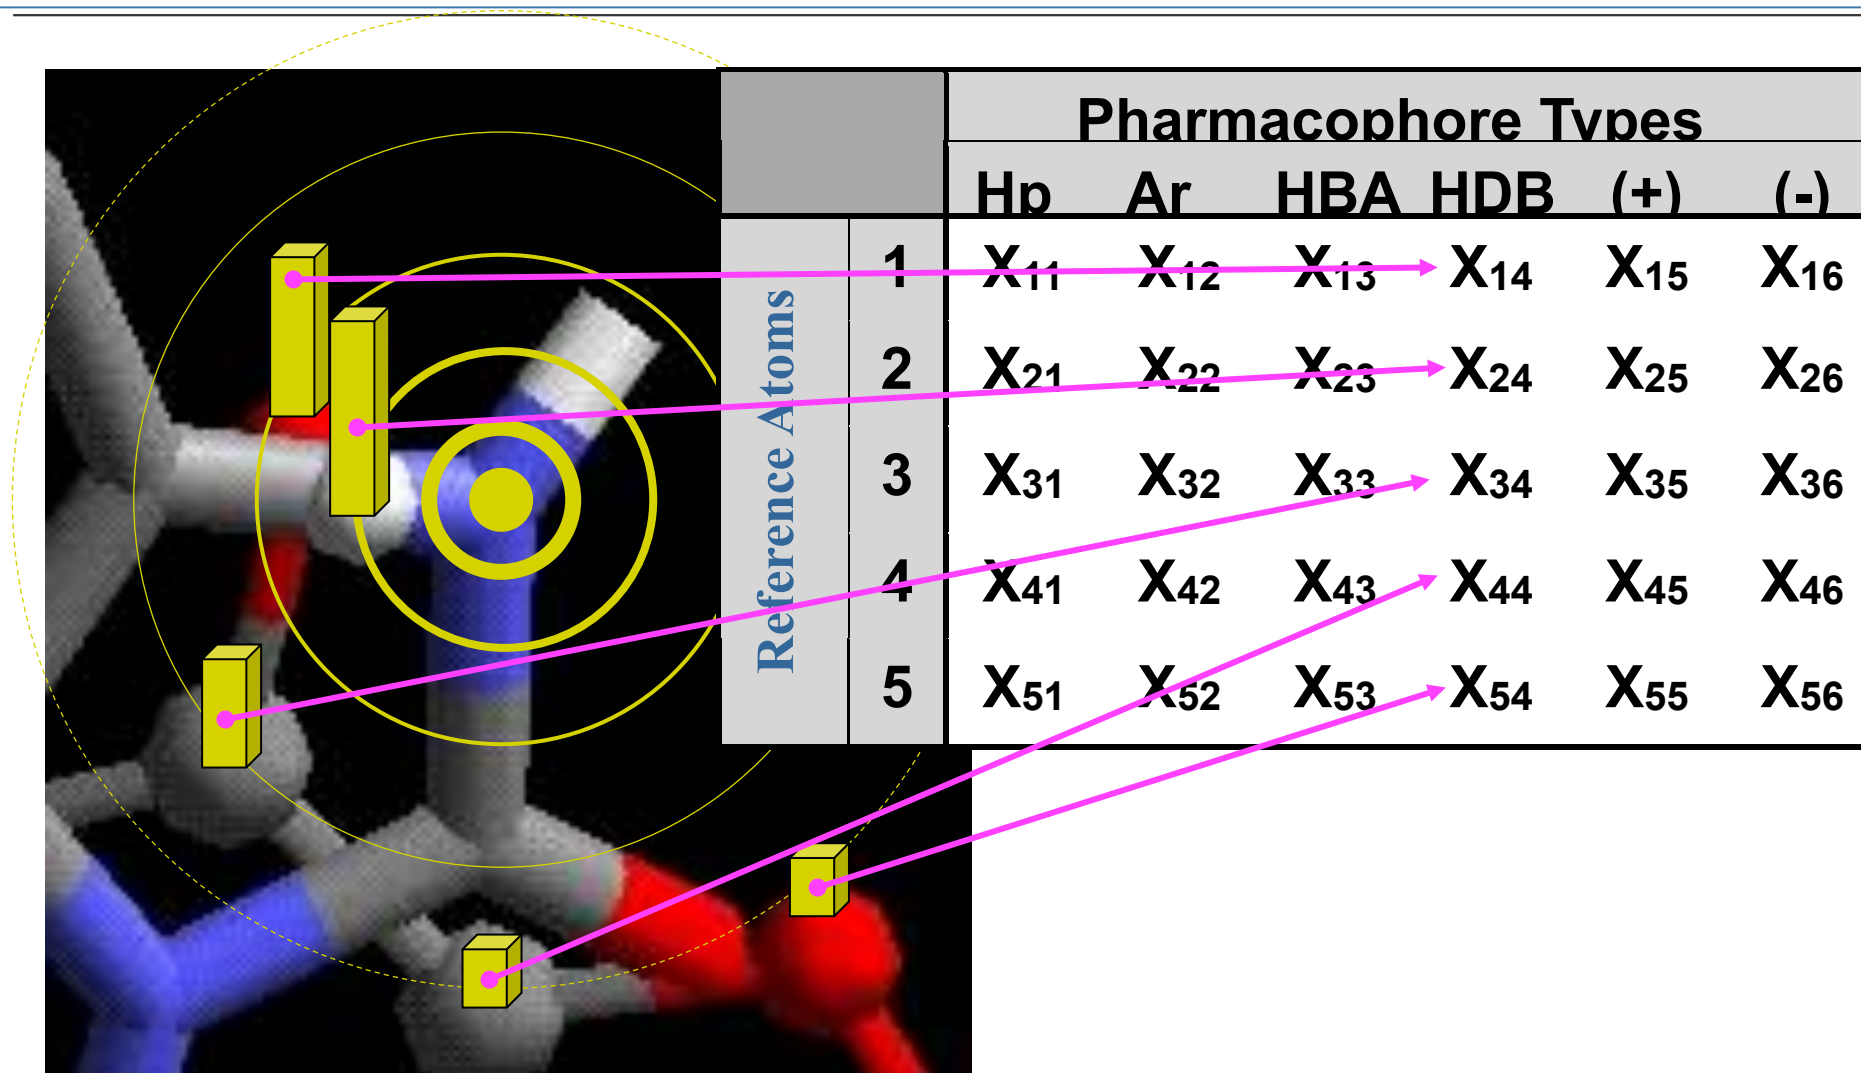 Pharmacophore Types
Hp Ar HBA HDB (+) (-)
Reference Atoms
1 X11 X12 X13 X14 X15 X16
2 X21 X22 X23 X24 X25 X26
3 X31 X32 X33 X34 X35 X36
4 X41 X42 X43 X44 X45 X46
5 X51 X52 X53 X54 X55 X56